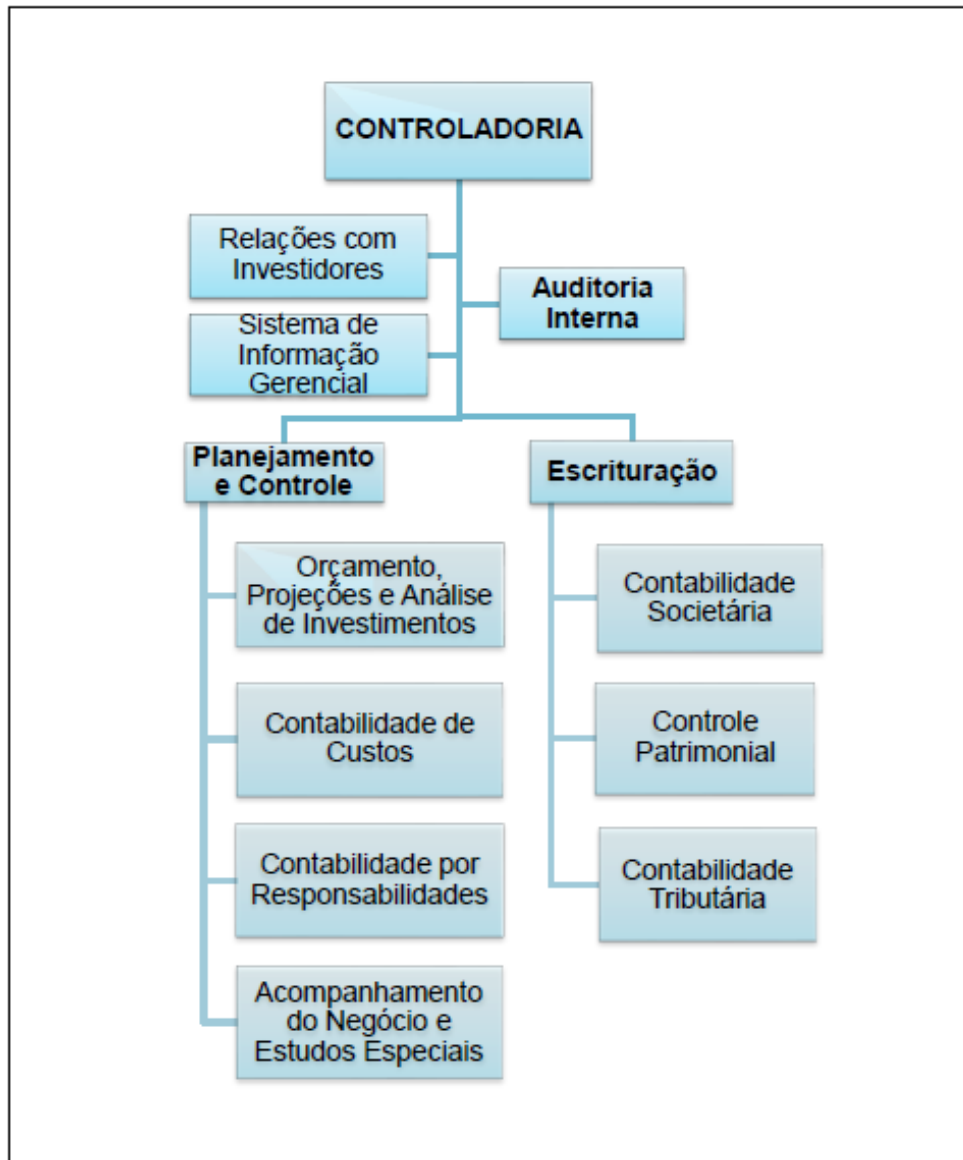 CONTROLADORIA
Relações com
Investidores
Auditoria
Interna
Sistema de
Informação
Gerencial
Planejamento
e Controle
Escrituração
Orçamento,
Projeções e Análise
de Investimentos
Contabilidade
Societária
Contabilidade de
Custos
Controle
Patrimonial
Contabilidade por
Responsabilidades
Contabilidade
Tributária
Acompanhamento
do Negócio e
Estudos Especiais